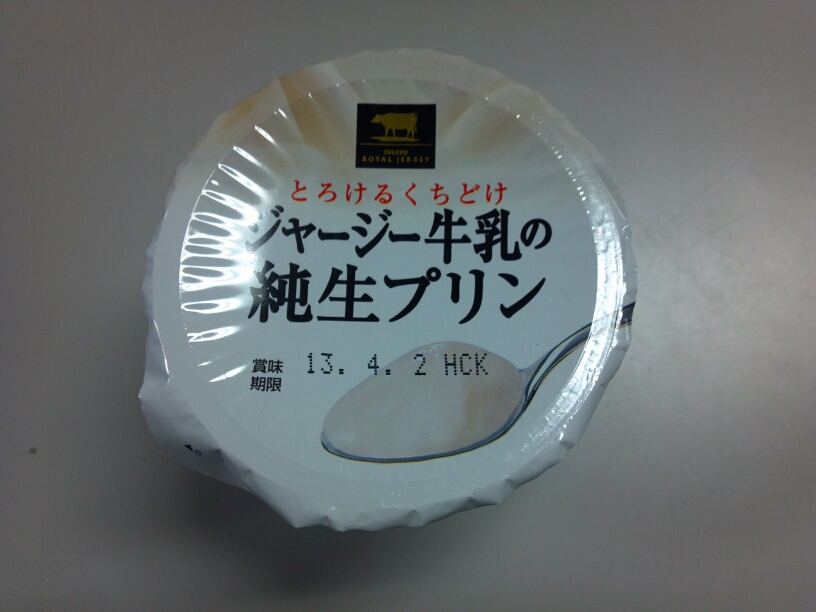 OHAYO
ROYAL JERSEY
とろけるくちどけ
ジャージー牛乳の
純生プリン
賞味
期限
13. 4. 2 HCK